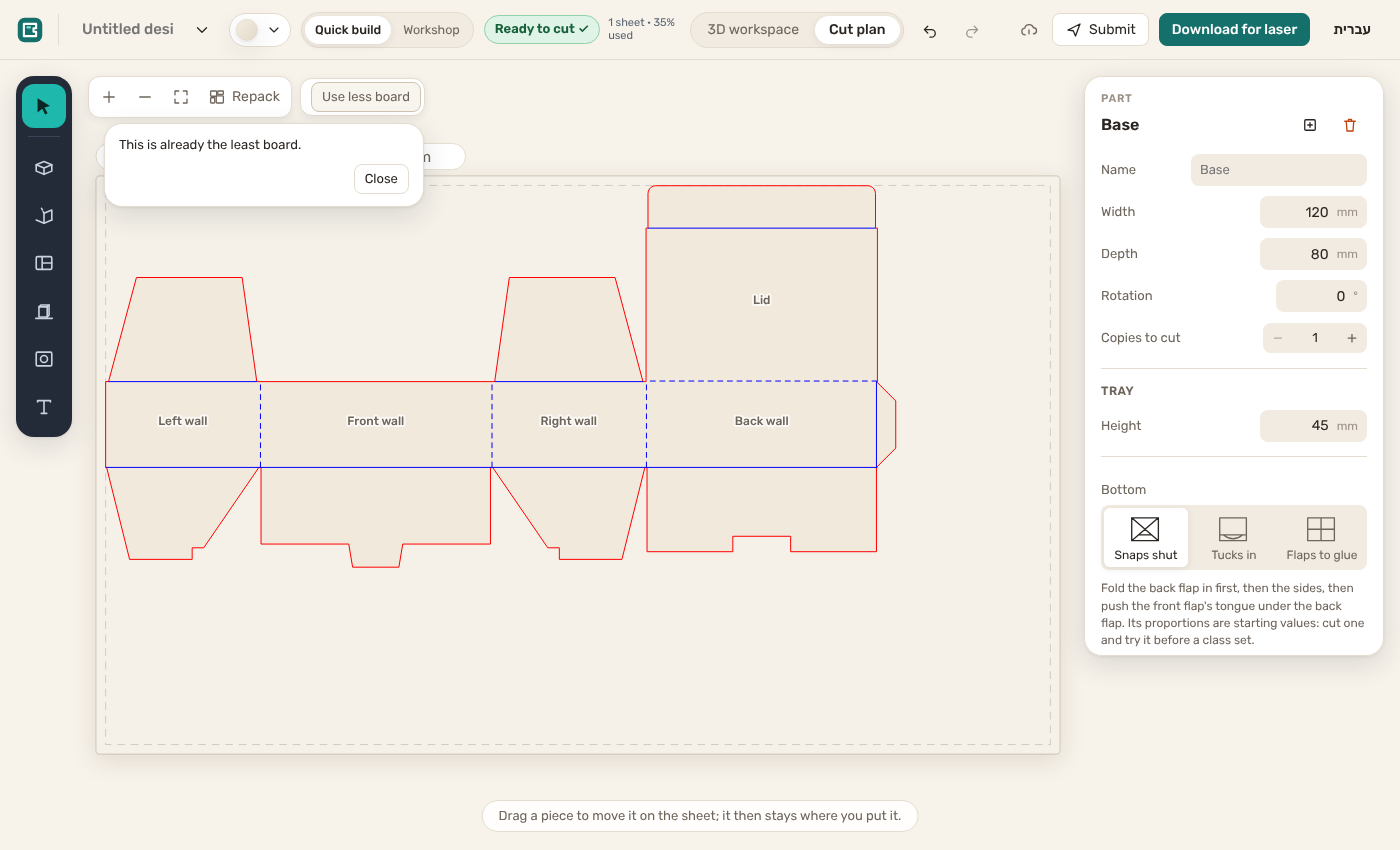 Untitled desi
Quick build
Workshop
Ready to cut ✓
1 sheet • 35%
used
3D workspace
Cut plan
Submit
Download for laser
עברית
Repack
Use less board
This is already the least board.
Close
Lid
Left wall
Front wall
Right wall
Back wall
PART
Base
Name
Base
Width
120 mm
Depth
80 mm
Rotation
0 °
Copies to cut
− 1 +
TRAY
Height
45 mm
Bottom
Snaps shut
Tucks in
Flaps to glue
Fold the back flap in first, then the sides, then
push the front flap's tongue under the back
flap. Its proportions are starting values: cut one
and try it before a class set.
Drag a piece to move it on the sheet; it then stays where you put it.